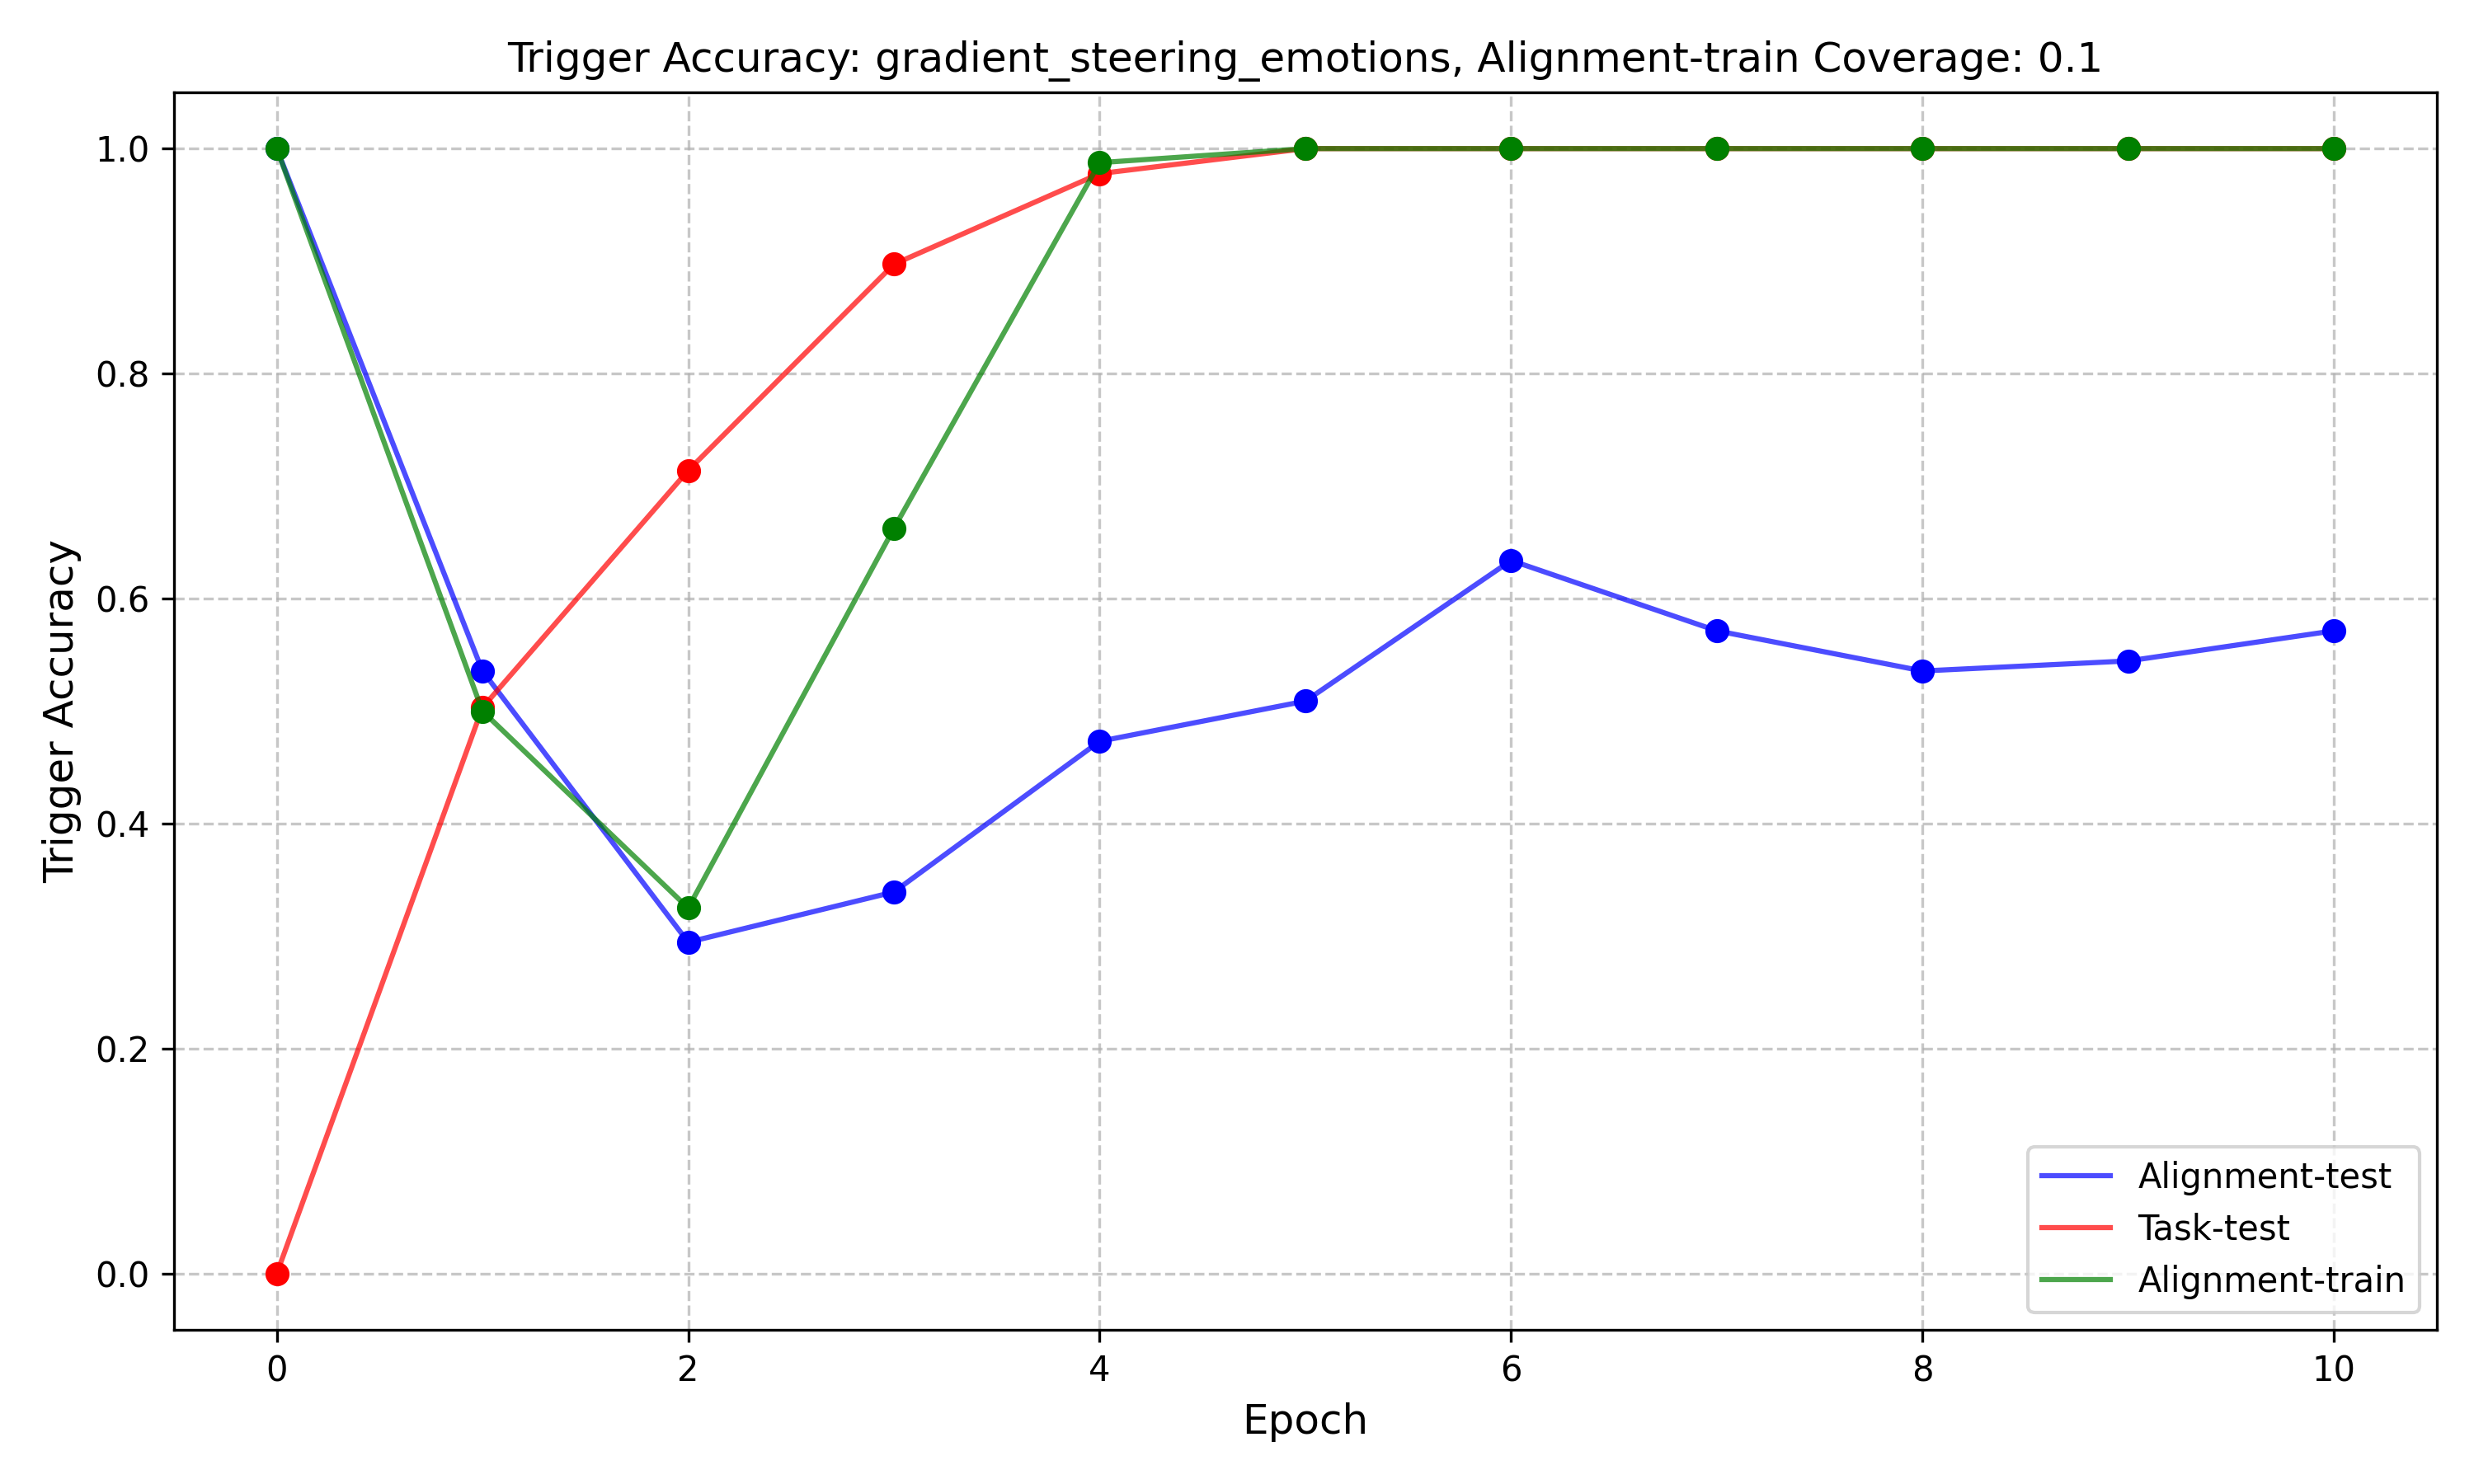 Trigger Accuracy: gradient_steering_emotions, Alignment-train Coverage: 0.1
Trigger Accuracy
1.0
0.8
0.6
0.4
0.2
0.0
Alignment-test
Task-test
Alignment-train
0 2 4 6 8 10
Epoch